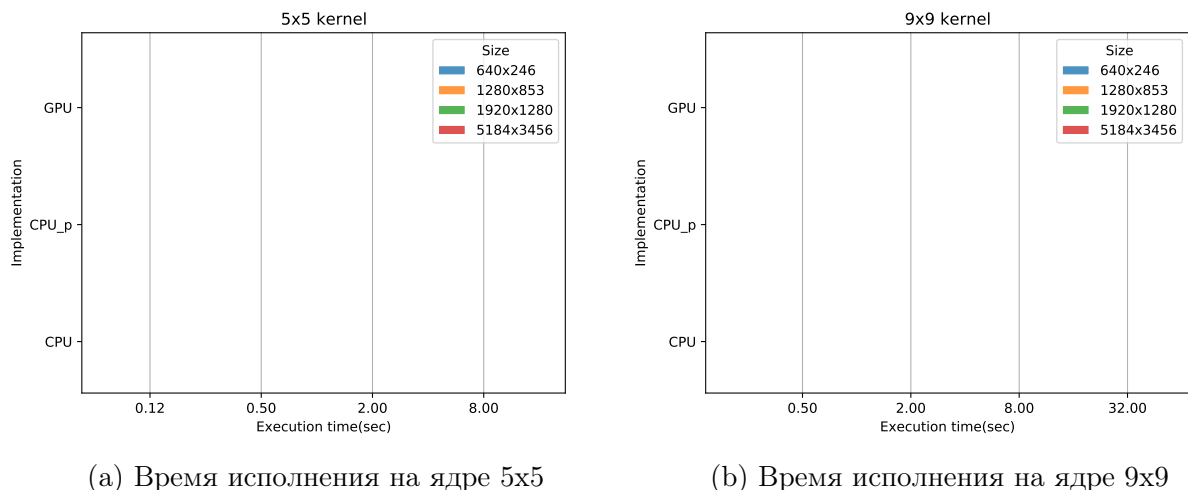 5x5 kernel
Size
640x246
1280x853
1920x1280
5184x3456
GPU
CPU_p
CPU
Implementation
0.12 0.50 2.00 8.00
Execution time(sec)
(a) Время исполнения на ядре 5x5
9x9 kernel
Size
640x246
1280x853
1920x1280
5184x3456
GPU
CPU_p
CPU
Implementation
0.50 2.00 8.00 32.00
Execution time(sec)
(b) Время исполнения на ядре 9x9